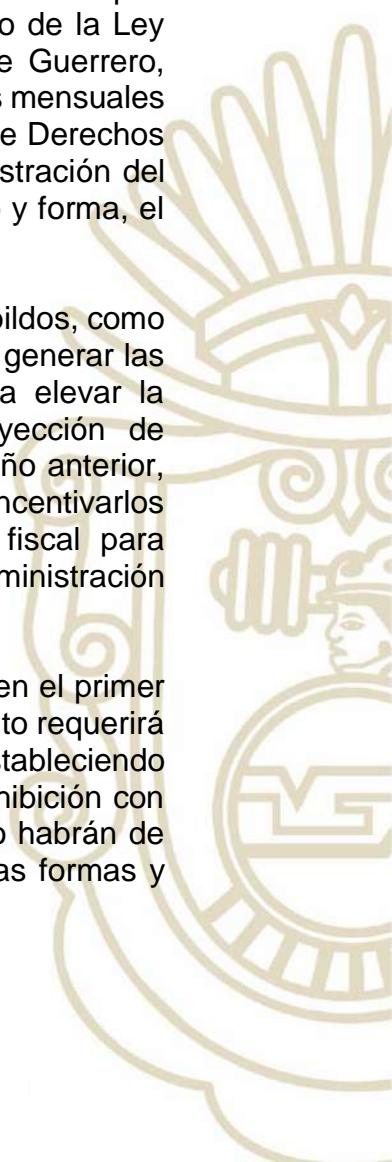 o de la Ley
e Guerrero,
s mensuales
e Derechos
stración del
y forma, el
bildos, como
generar las
a elevar la
yección de
ño anterior,
ncentivarlos
fiscal para
ministración
en el primer
to requerirá
stableciendo
hibición con
o habrán de
as formas y